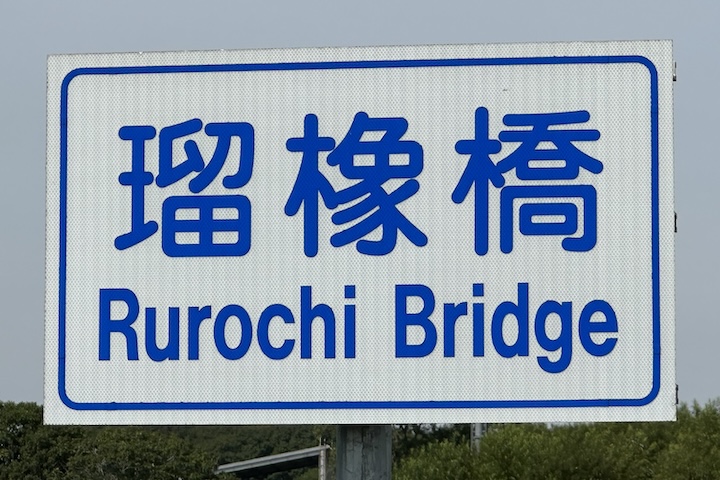 瑠橡橋
Rurochi Bridge